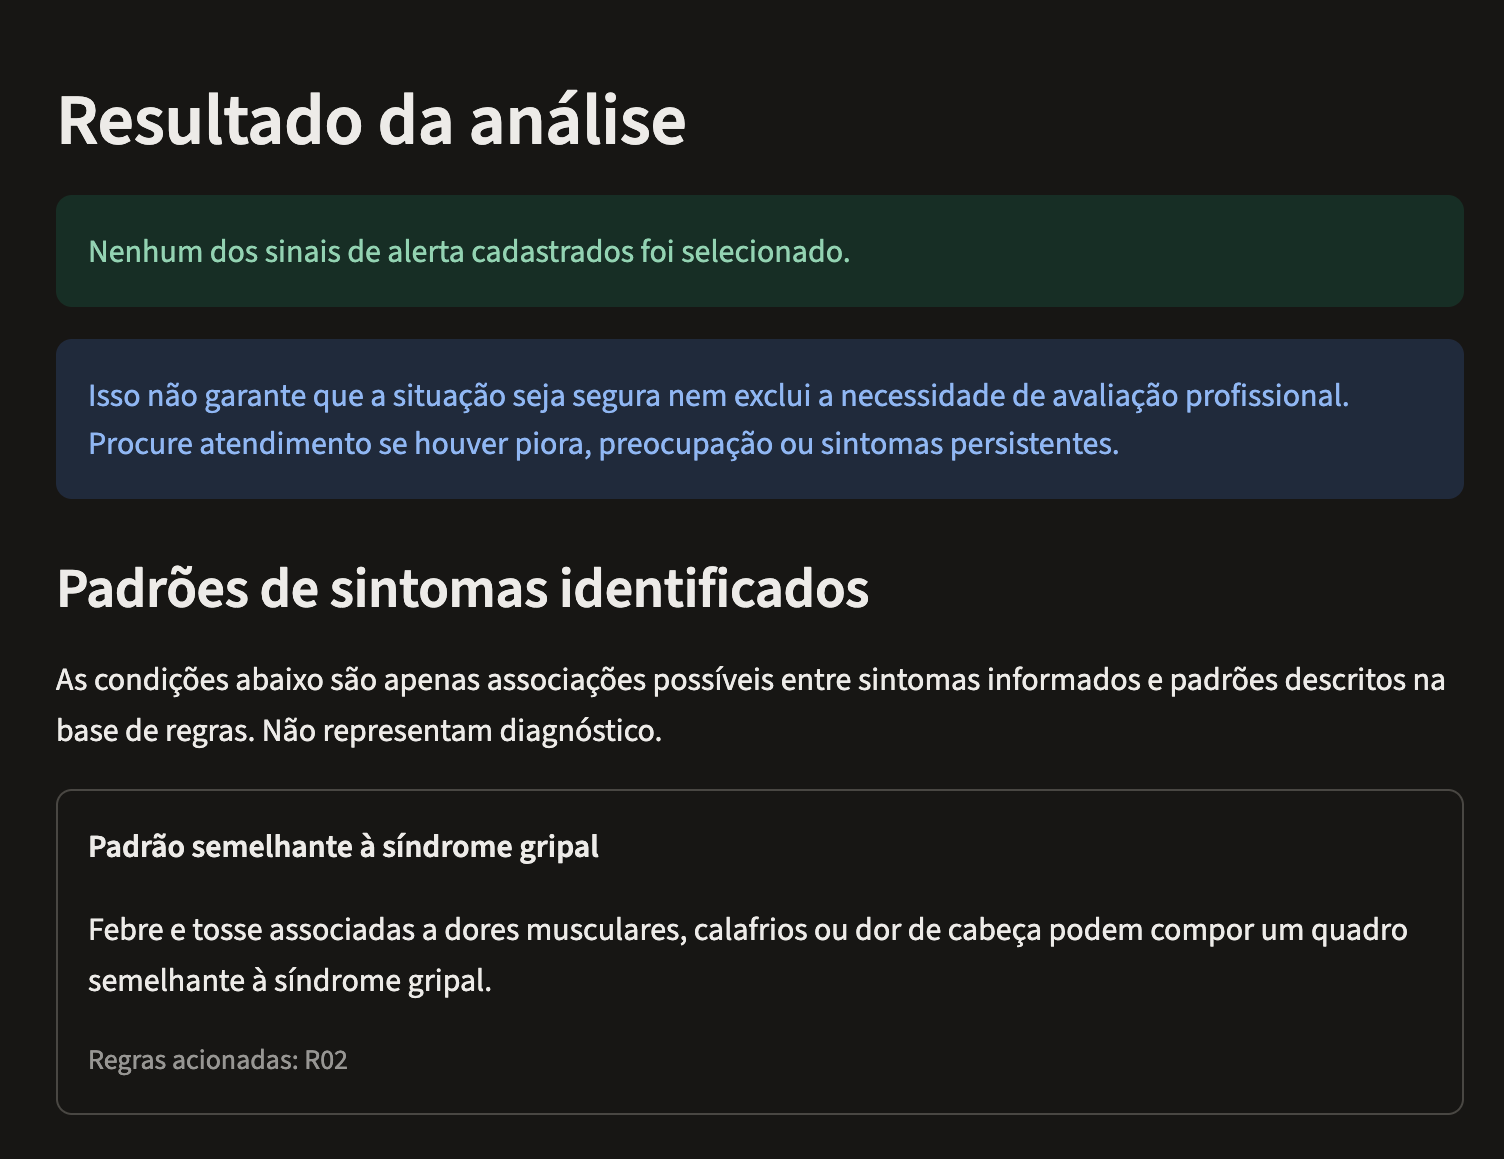 Resultado da análise
Nenhum dos sinais de alerta cadastrados foi selecionado.
Isso não garante que a situação seja segura nem exclui a necessidade de avaliação profissional.
Procure atendimento se houver piora, preocupação ou sintomas persistentes.
Padrões de sintomas identificados
As condições abaixo são apenas associações possíveis entre sintomas informados e padrões descritos na
base de regras. Não representam diagnóstico.
Padrão semelhante à síndrome gripal
Febre e tosse associadas a dores musculares, calafrios ou dor de cabeça podem compor um quadro
semelhante à síndrome gripal.
Regras acionadas: R02